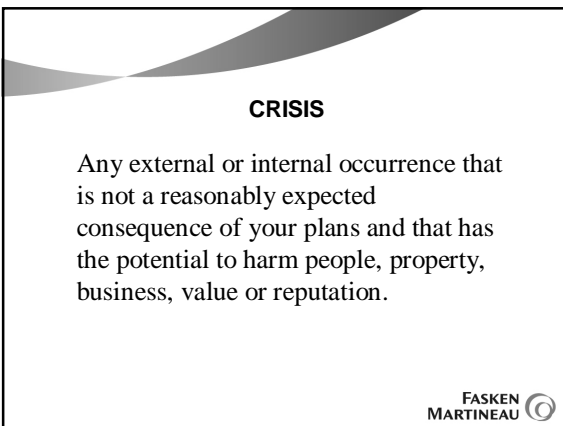 CRISIS
Any external or internal occurrence that
is not a reasonably expected
consequence of your plans and that has
the potential to harm people, property,
business, value or reputation.
FASKEN
MARTINEAU